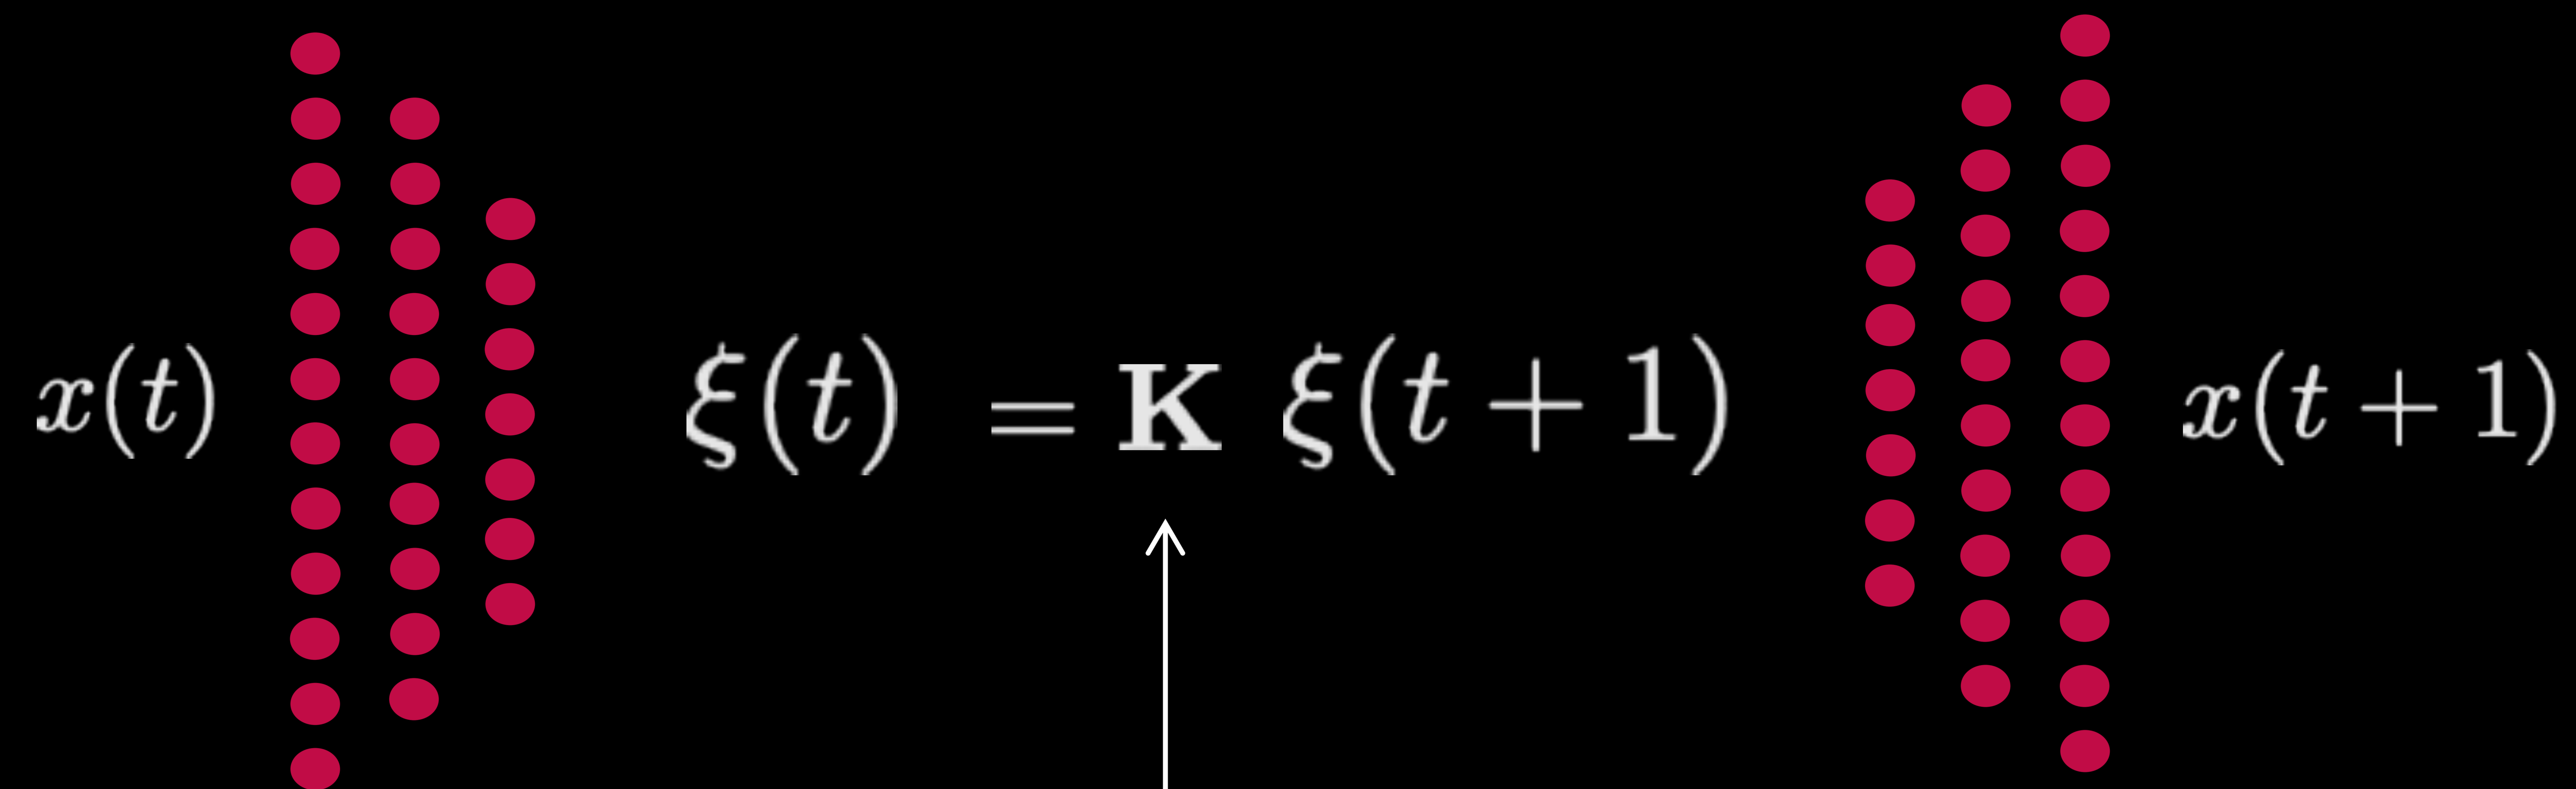 x(t) ξ(t) = K ξ(t + 1) x(t + 1)